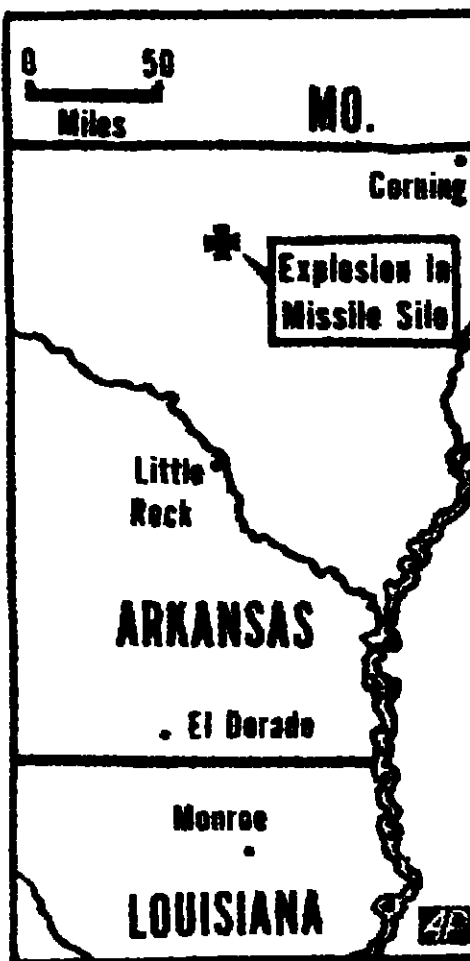 0 50
Miles
MO.
Corning
Explosion in
Missile Silo
Little
Rock
ARKANSAS
El Dorado
Monroe
LOUISIANA
AP